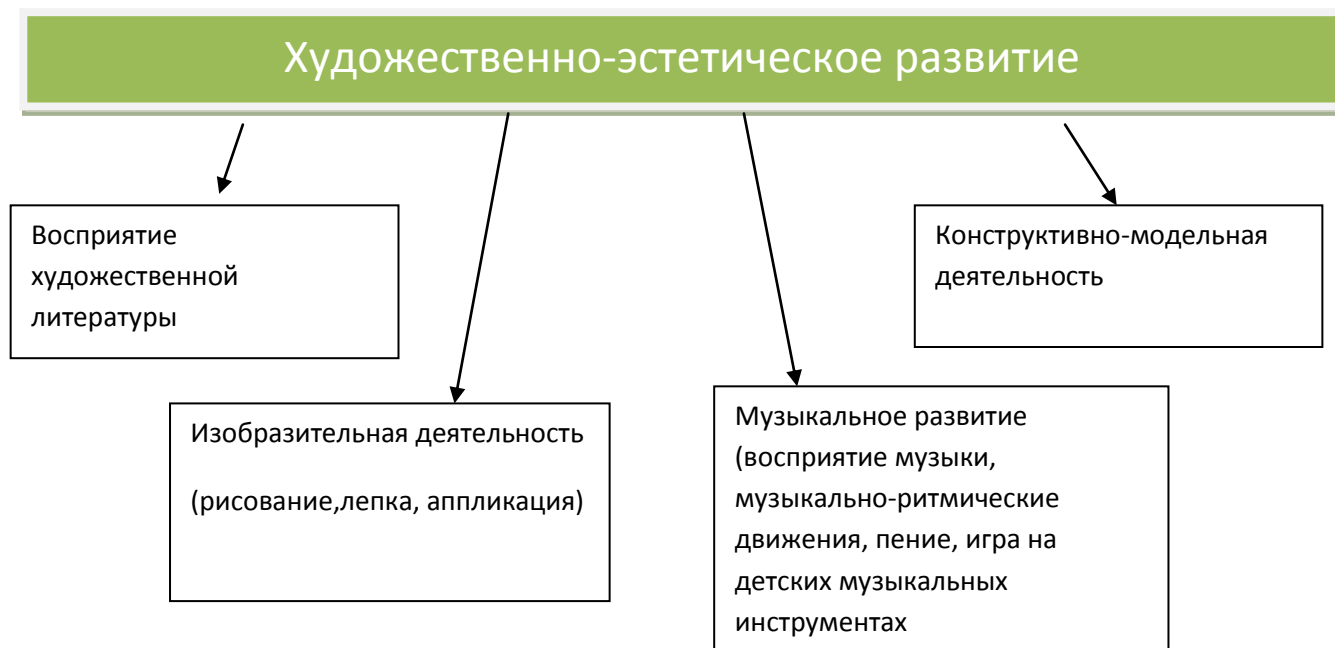 Художественно-эстетическое развитие
Восприятие
художественной
литературы
Конструктивно-модельная
деятельность
Изобразительная деятельность
(рисование,лепка, аппликация)
Музыкальное развитие
(восприятие музыки,
музыкально-ритмические
движения, пение, игра на
детских музыкальных
инструментах